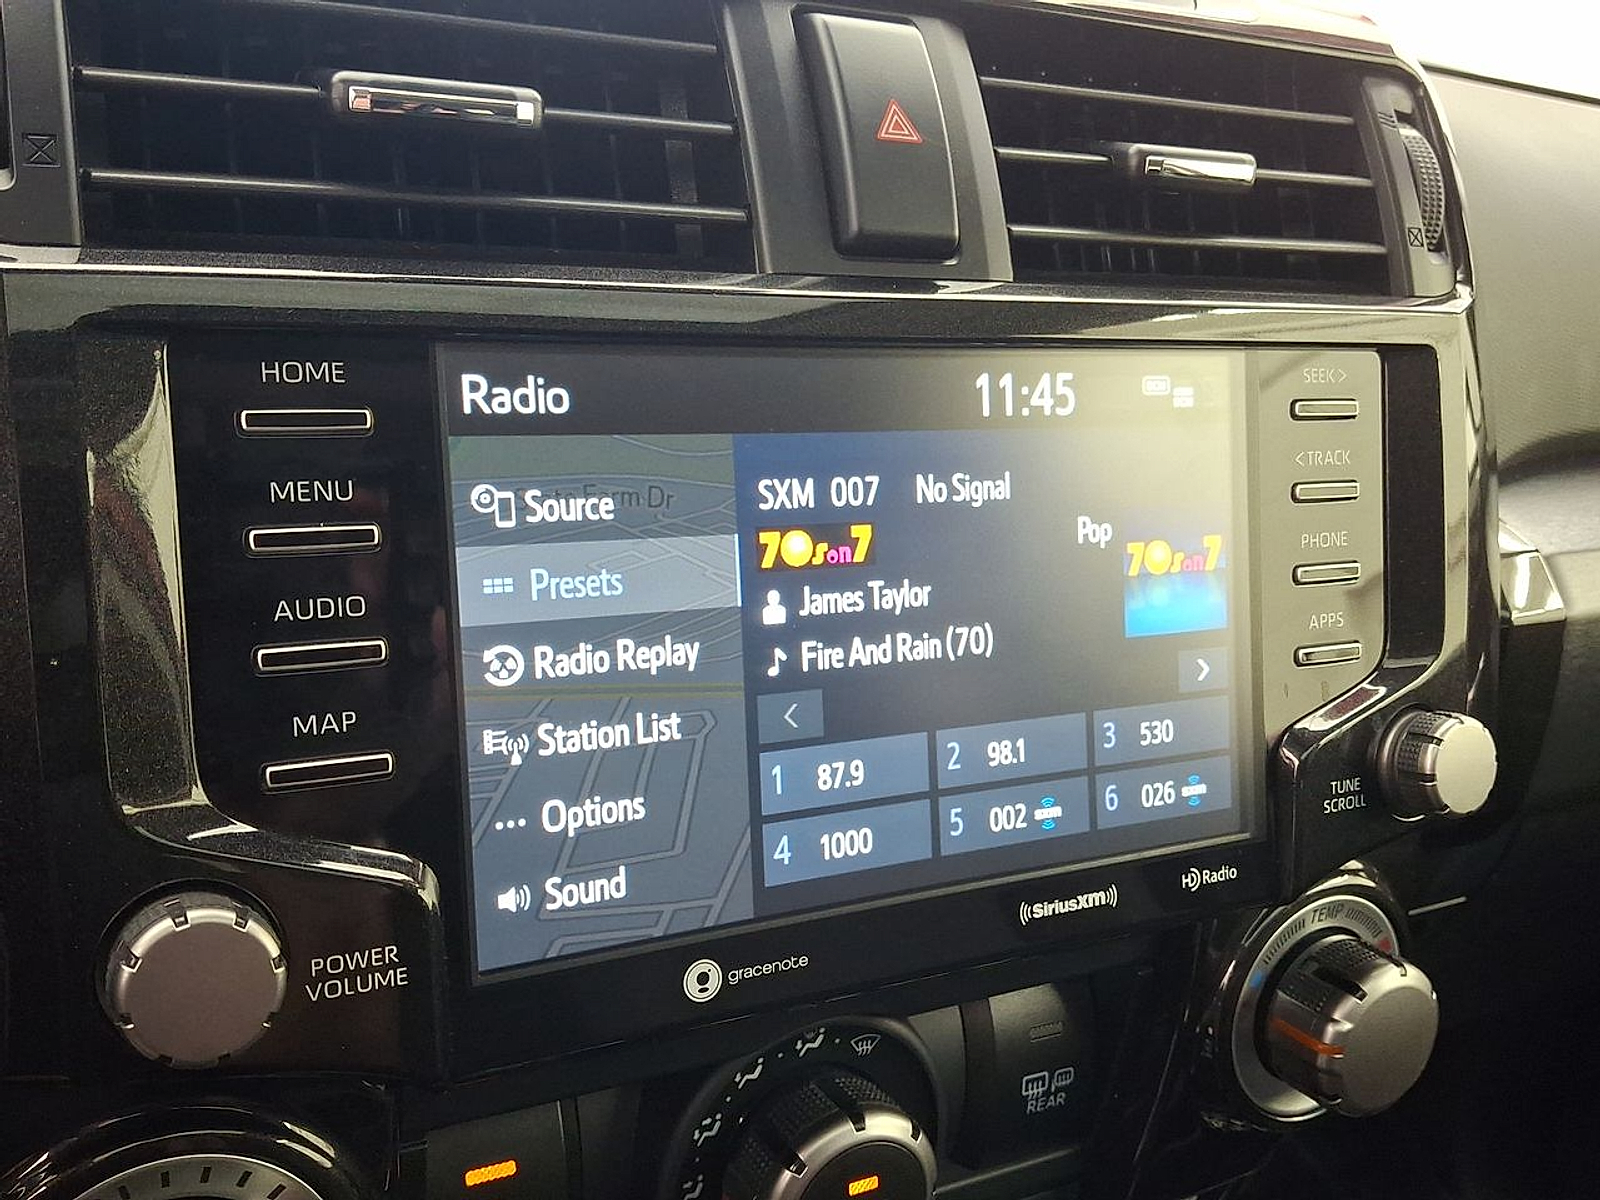 HOME
MENU
AUDIO
MAP
POWER
VOLUME
Radio
11:45
Source
Farm Dr
Presets
Radio Replay
Station List
Options
Sound
SXM 007 No Signal
70s on 7
Pop
70s on 7
James Taylor
Fire And Rain (70)
1 87.9
2 98.1
3 530
4 1000
5 002
6 026
gracenote
((SiriusXM))
HD Radio
SEEK >
< TRACK
PHONE
APPS
TUNE
SCROLL
TEMP
REAR